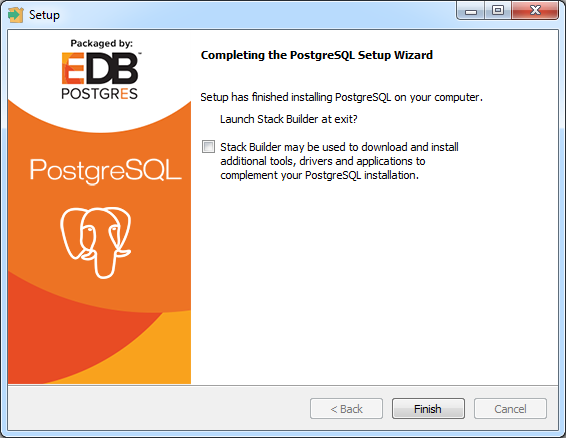 Setup
Packaged by:
EDB
POSTGRES
PostgreSQL
Completing the PostgreSQL Setup Wizard
Setup has finished installing PostgreSQL on your computer.
Launch Stack Builder at exit?
Stack Builder may be used to download and install
additional tools, drivers and applications to
complement your PostgreSQL installation.
< Back
Finish
Cancel